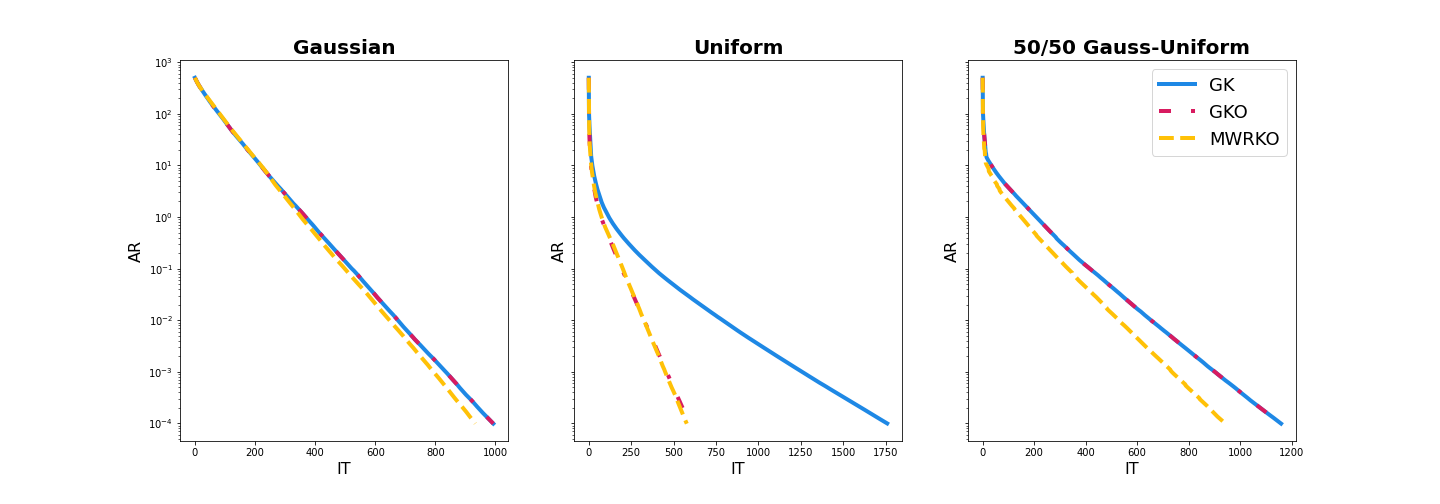 Gaussian
Uniform
50/50 Gauss-Uniform
10³
10²
10¹
10⁰
10⁻¹
10⁻²
10⁻³
10⁻⁴
AR
0 200 400 600 800 1000
IT
AR
0 250 500 750 1000 1250 1500 1750
IT
AR
0 200 400 600 800 1000 1200
IT
GK
GKO
MWRKO